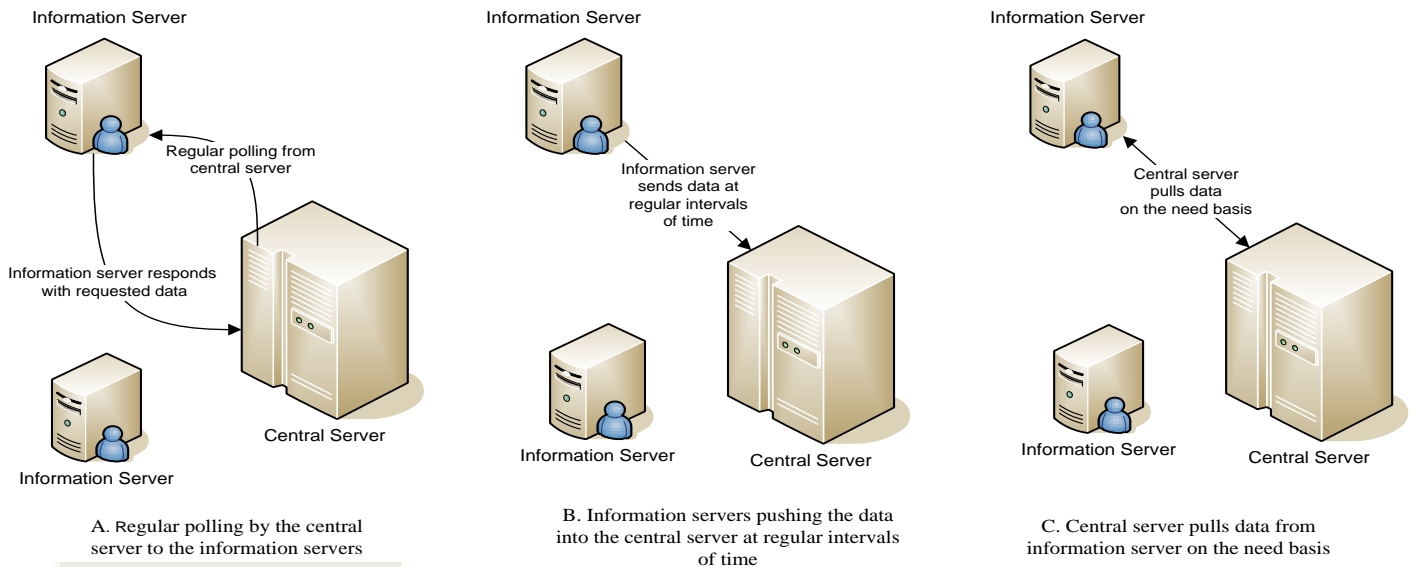 Information Server
Regular polling from
central server
Information server responds
with requested data
Central Server
Information Server
A. Regular polling by the central
server to the information servers
Information Server
Information server
sends data at
regular intervals
of time
Information Server
Central Server
B. Information servers pushing the data
into the central server at regular intervals
of time
Information Server
Central server
pulls data
on the need basis
Information Server
Central Server
C. Central server pulls data from
information server on the need basis